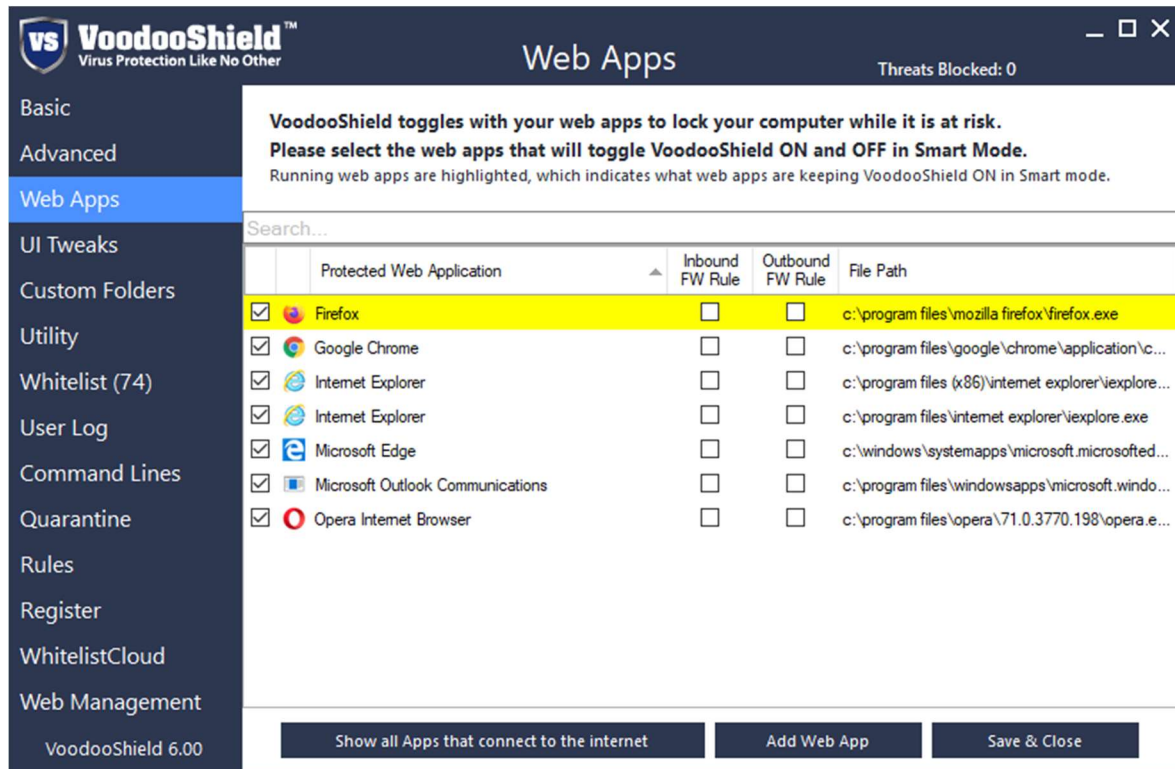 VS VoodooShield™
Virus Protection Like No Other
Web Apps
Threats Blocked: 0
Basic
Advanced
Web Apps
UI Tweaks
Custom Folders
Utility
Whitelist (74)
User Log
Command Lines
Quarantine
Rules
Register
WhitelistCloud
Web Management
VoodooShield 6.00
VoodooShield toggles with your web apps to lock your computer while it is at risk.
Please select the web apps that will toggle VoodooShield ON and OFF in Smart Mode.
Running web apps are highlighted, which indicates what web apps are keeping VoodooShield ON in Smart mode.
Search...
Protected Web Application Inbound FW Rule Outbound FW Rule File Path
Firefox c:\program files\mozilla firefox\firefox.exe
Google Chrome c:\program files\google\chrome\application\c...
Internet Explorer c:\program files (x86)\internet explorer\iexplore...
Internet Explorer c:\program files\internet explorer\iexplore.exe
Microsoft Edge c:\windows\systemapps\microsoft.microsofted...
Microsoft Outlook Communications c:\program files\windowsapps\microsoft.windo...
Opera Internet Browser c:\program files\opera\71.0.3770.198\opera.e...
Show all Apps that connect to the internet Add Web App Save & Close